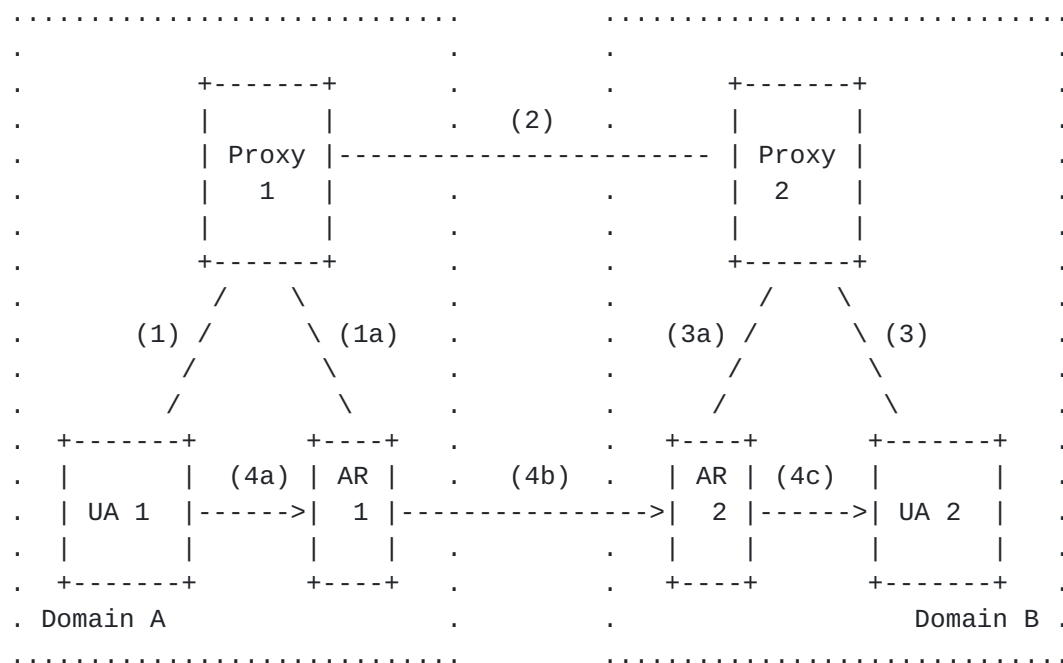 (2)
Proxy Proxy
1 2
(1) (1a) (3a) (3)
(4a) AR (4b) AR (4c)
UA 1 1 2 UA 2
Domain A Domain B